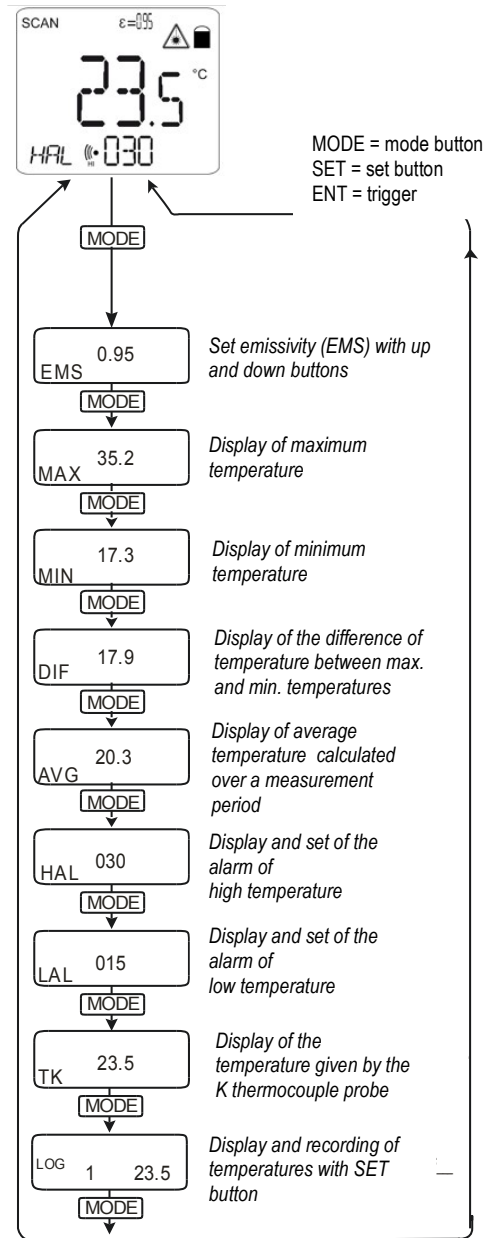 SCAN ε=0.95
23.5 °C
HAL HI 030
MODE = mode button
SET = set button
ENT = trigger
MODE
0.95
EMS
Set emissivity (EMS) with up
and down buttons
MODE
35.2
MAX
Display of maximum
temperature
MODE
17.3
MIN
Display of minimum
temperature
MODE
17.9
DIF
Display of the difference of
temperature between max.
and min. temperatures
MODE
20.3
AVG
Display of average
temperature calculated
over a measurement
period
MODE
030
HAL
Display and set of the
alarm of
high temperature
MODE
015
LAL
Display and set of the
alarm of
low temperature
MODE
23.5
TK
Display of the
temperature given by the
K thermocouple probe
MODE
LOG 1 23.5
Display and recording of
temperatures with SET
button
MODE